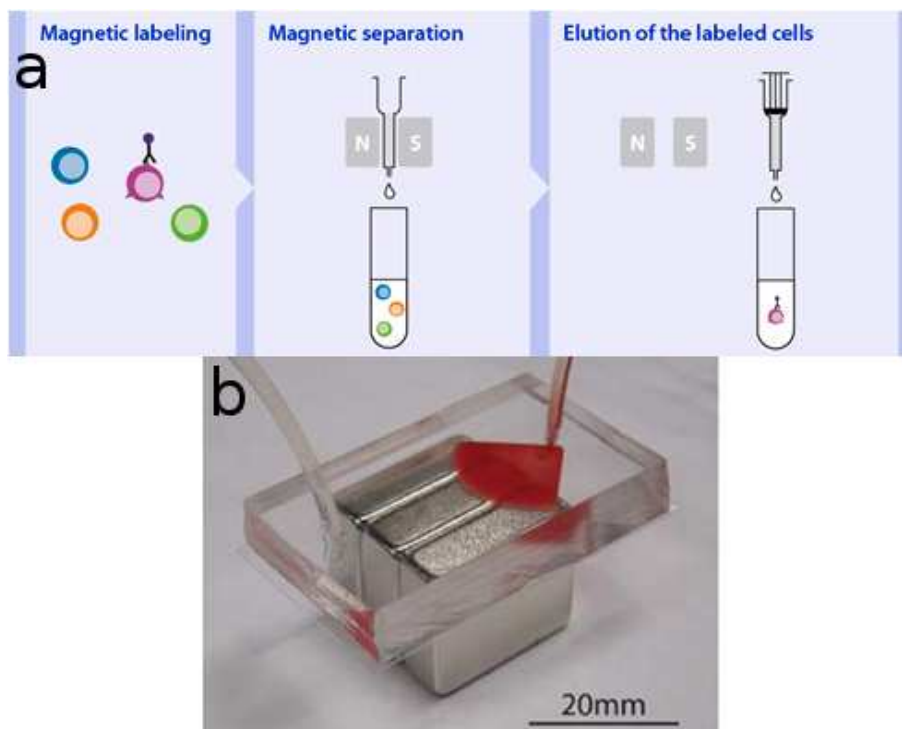 Magnetic labeling
Magnetic separation
Elution of the labeled cells
a
N S
N S
b
20mm